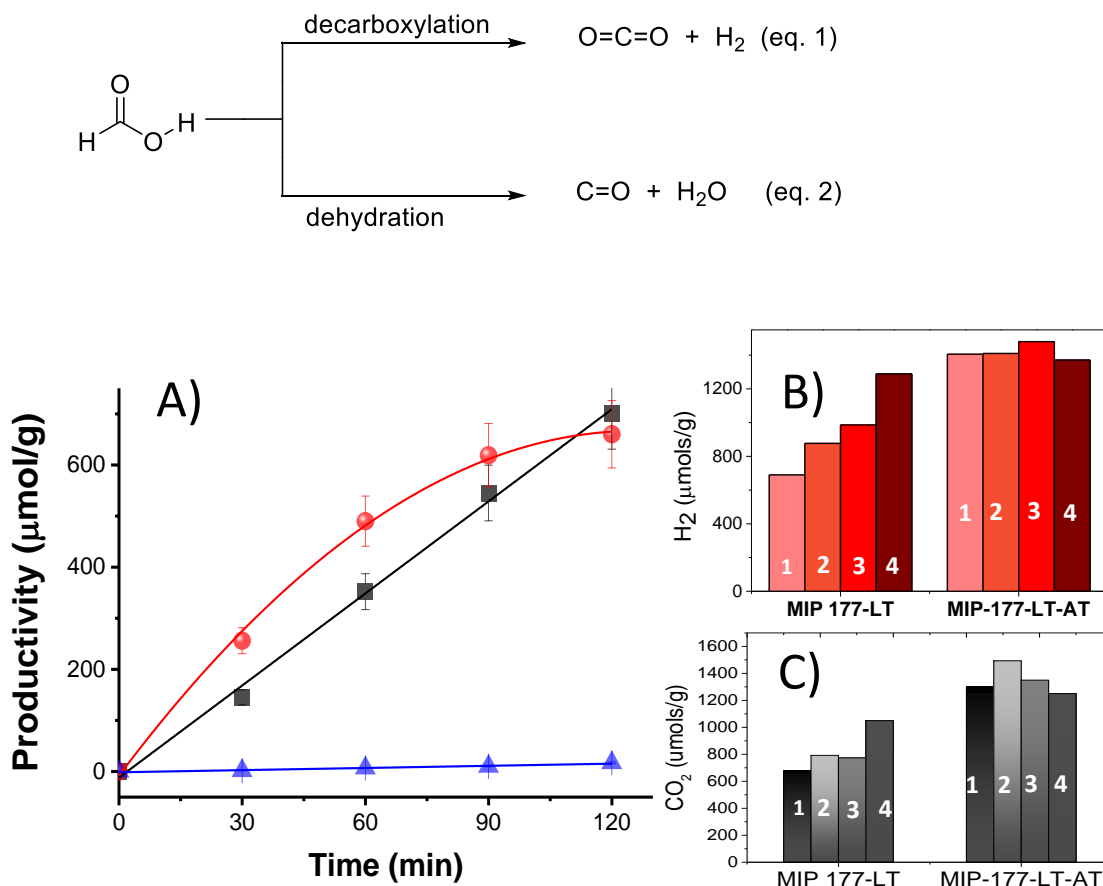 decarboxylation
O=C=O + H₂ (eq. 1)
O
H
O
H
dehydration
C=O + H₂O (eq. 2)
A)
Productivity (μmol/g)
600
400
200
0
0 30 60 90 120
Time (min)
B)
H2 (μmols/g)
1200
800
400
0
1 2 3 4 1 2 3 4
MIP 177-LT MIP-177-LT-AT
C)
CO₂ (umols/g)
1600
1400
1200
1000
800
600
400
200
0
1 2 3 4 1 2 3 4
MIP 177-LT MIP-177-LT-AT